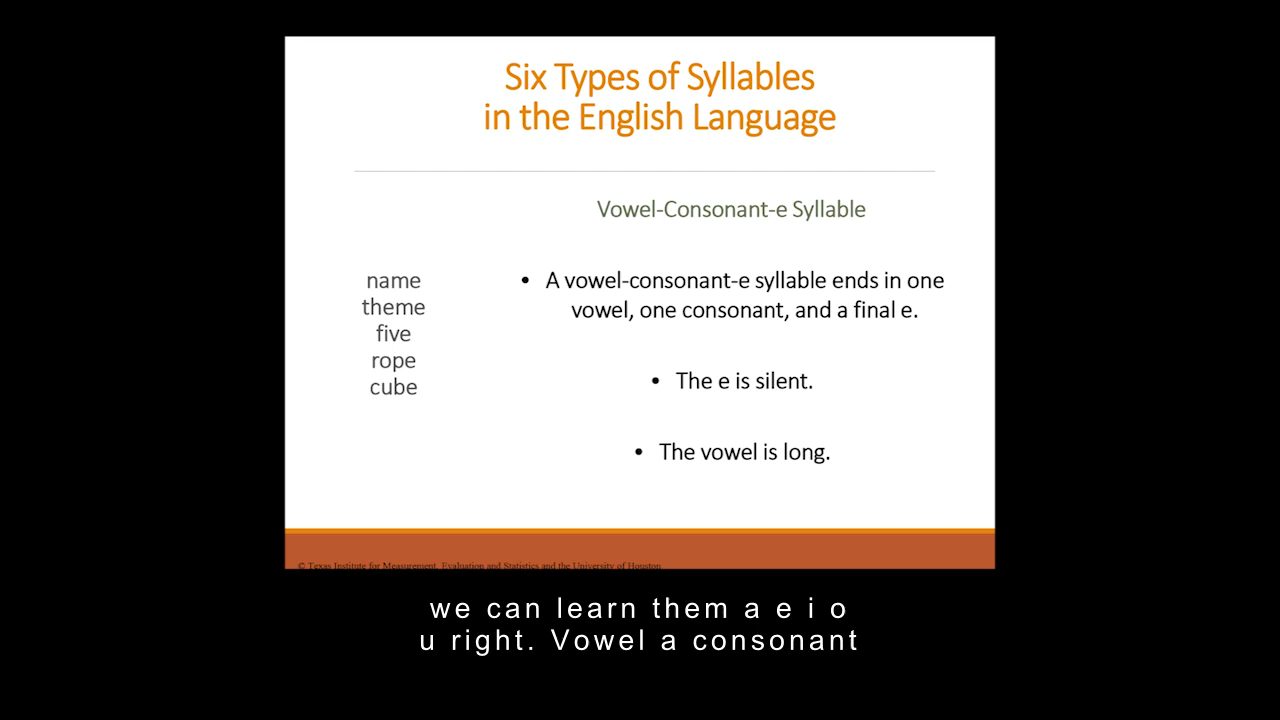 Six Types of Syllables
in the English Language
Vowel-Consonant-e Syllable
name
theme
five
rope
cube
• A vowel-consonant-e syllable ends in one
vowel, one consonant, and a final e.
• The e is silent.
• The vowel is long.
© Texas Institute for Measurement, Evaluation and Statistics and the University of Houston
we can learn them a e i o
u right. Vowel a consonant